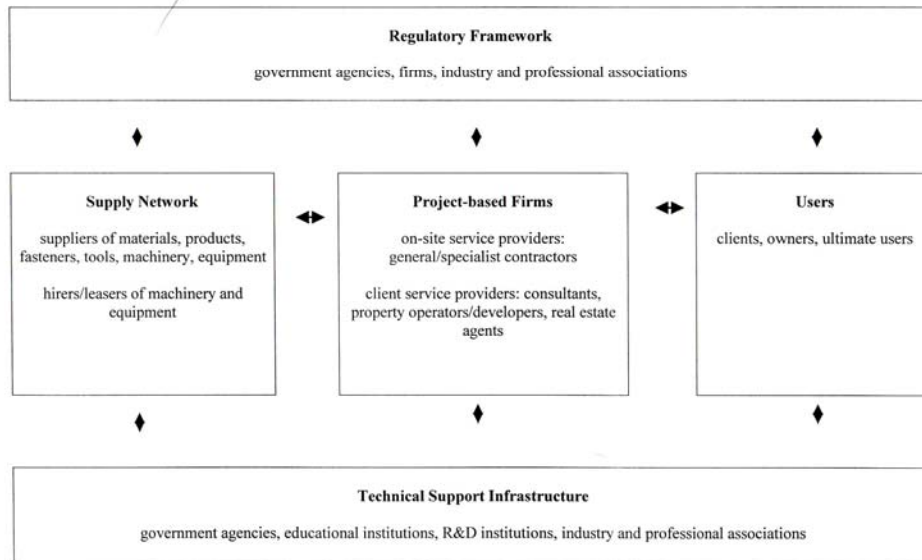 Regulatory Framework
government agencies, firms, industry and professional associations
Supply Network
suppliers of materials, products,
fasteners, tools, machinery, equipment
hirers/leasers of machinery and
equipment
Project-based Firms
on-site service providers:
general/specialist contractors
client service providers: consultants,
property operators/developers, real estate
agents
Users
clients, owners, ultimate users
Technical Support Infrastructure
government agencies, educational institutions, R&D institutions, industry and professional associations